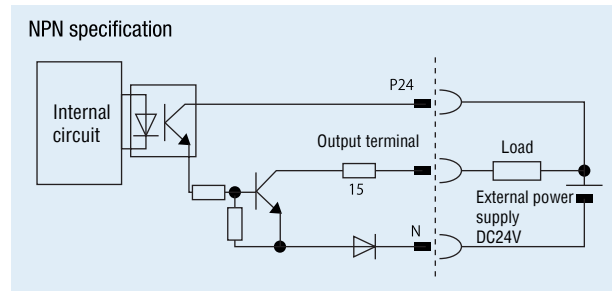 NPN specification
P24
Internal
circuit
Output terminal
Load
15
External power
supply
DC24V
N